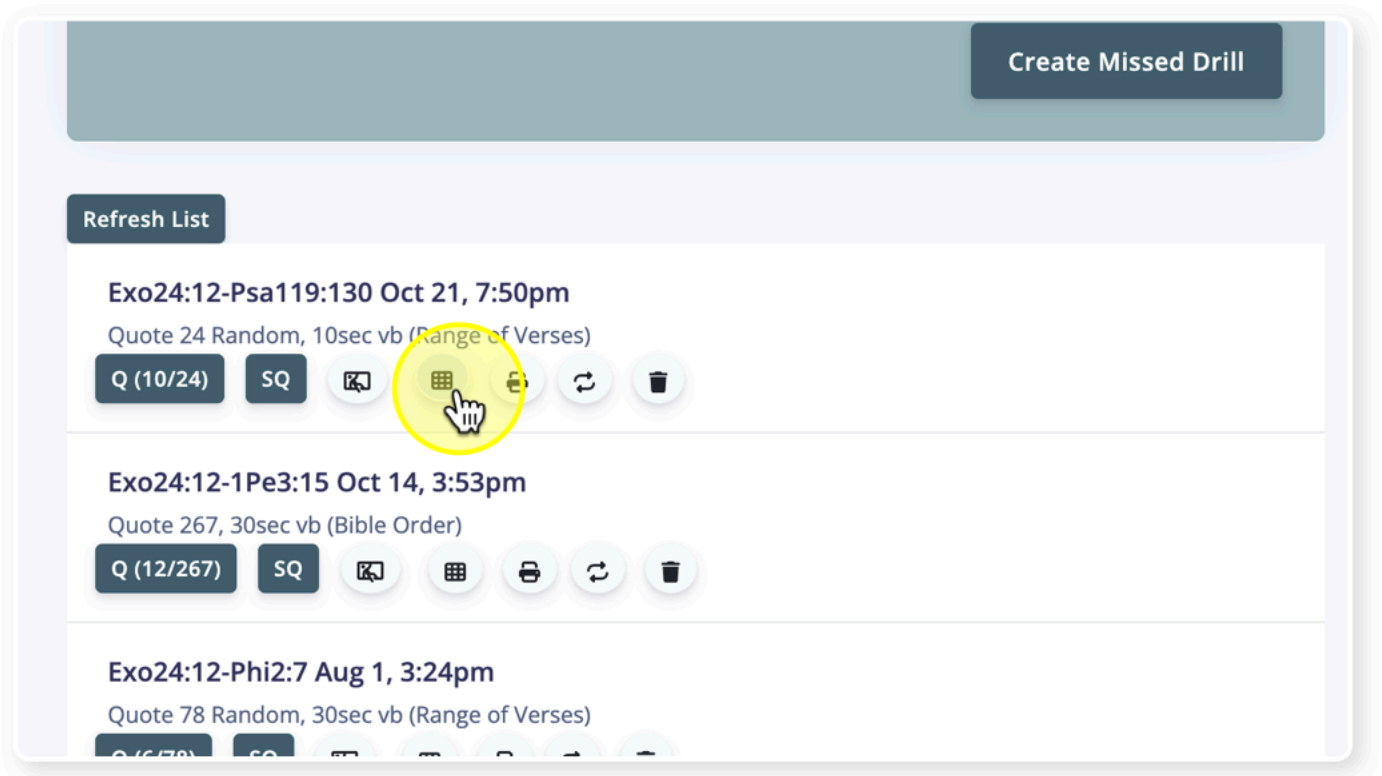 Create Missed Drill
Refresh List
Exo24:12-Psa119:130 Oct 21, 7:50pm
Quote 24 Random, 10sec vb (Range of Verses)
Q (10/24) SQ
Exo24:12-1Pe3:15 Oct 14, 3:53pm
Quote 267, 30sec vb (Bible Order)
Q (12/267) SQ
Exo24:12-Phi2:7 Aug 1, 3:24pm
Quote 78 Random, 30sec vb (Range of Verses)
Q (6/78) SQ